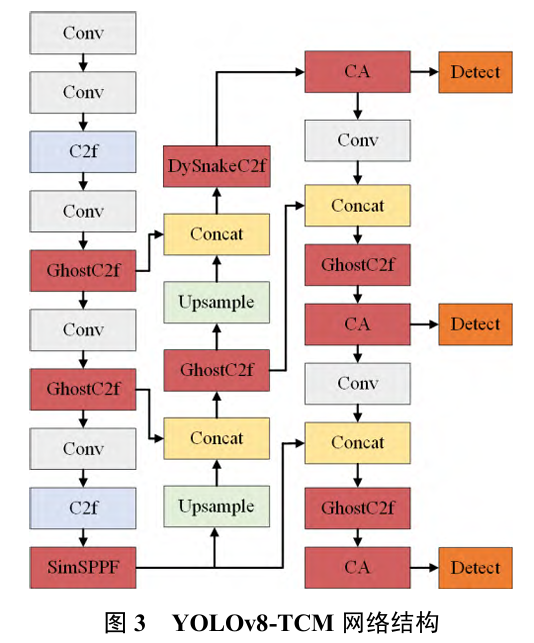 Conv
Conv
C2f
Conv
GhostC2f
Conv
GhostC2f
Conv
C2f
SimSPPF
DySnakeC2f
Concat
Upsample
GhostC2f
Concat
Upsample
CA
Detect
Conv
Concat
GhostC2f
CA
Detect
Conv
Concat
GhostC2f
CA
Detect
图 3 YOLOv8-TCM 网络结构